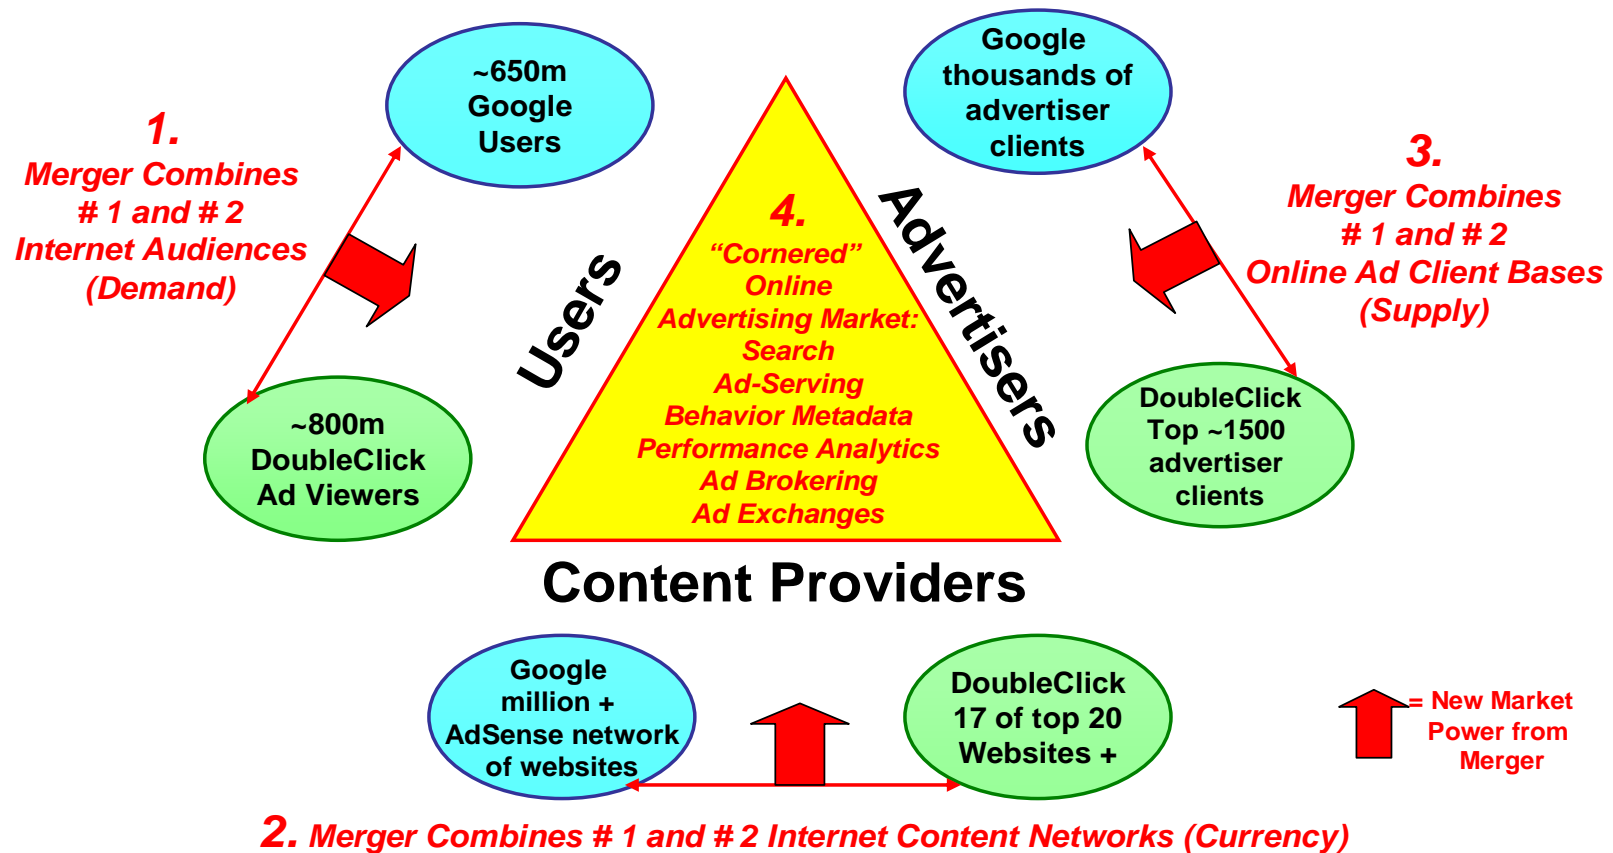 1.
Merger Combines
# 1 and # 2
Internet Audiences
(Demand)
~650m
Google
Users
~800m
DoubleClick
Ad Viewers
Users
4.
“Cornered”
Online
Advertising Market:
Search
Ad-Serving
Behavior Metadata
Performance Analytics
Ad Brokering
Ad Exchanges
Advertisers
Google
thousands of
advertiser
clients
3.
Merger Combines
# 1 and # 2
Online Ad Client Bases
(Supply)
DoubleClick
Top ~1500
advertiser
clients
Content Providers
Google
million +
AdSense network
of websites
DoubleClick
17 of top 20
Websites +
= New Market
Power from
Merger
2. Merger Combines # 1 and # 2 Internet Content Networks (Currency)